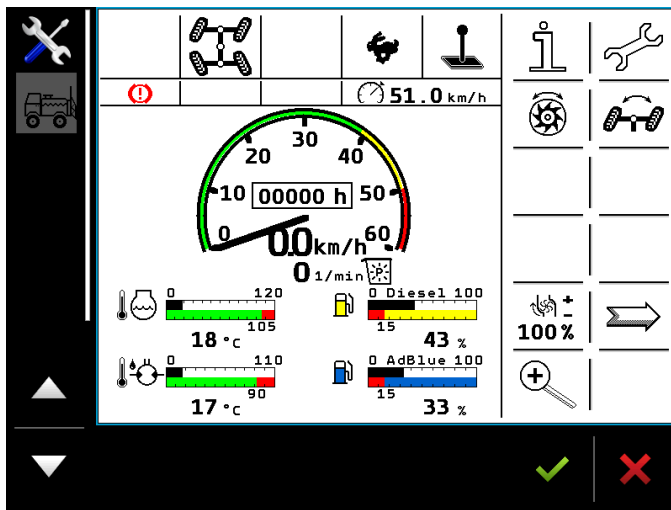 51.0 km/h
30
20 40
10 00000 h 50
0 0.0 km/h 60
0 1/min P
0 120 0 Diesel 100
105 15
18 °C 43 %
0 110 0 AdBlue 100
90 15
17 °C 33 %
+
-
100 %